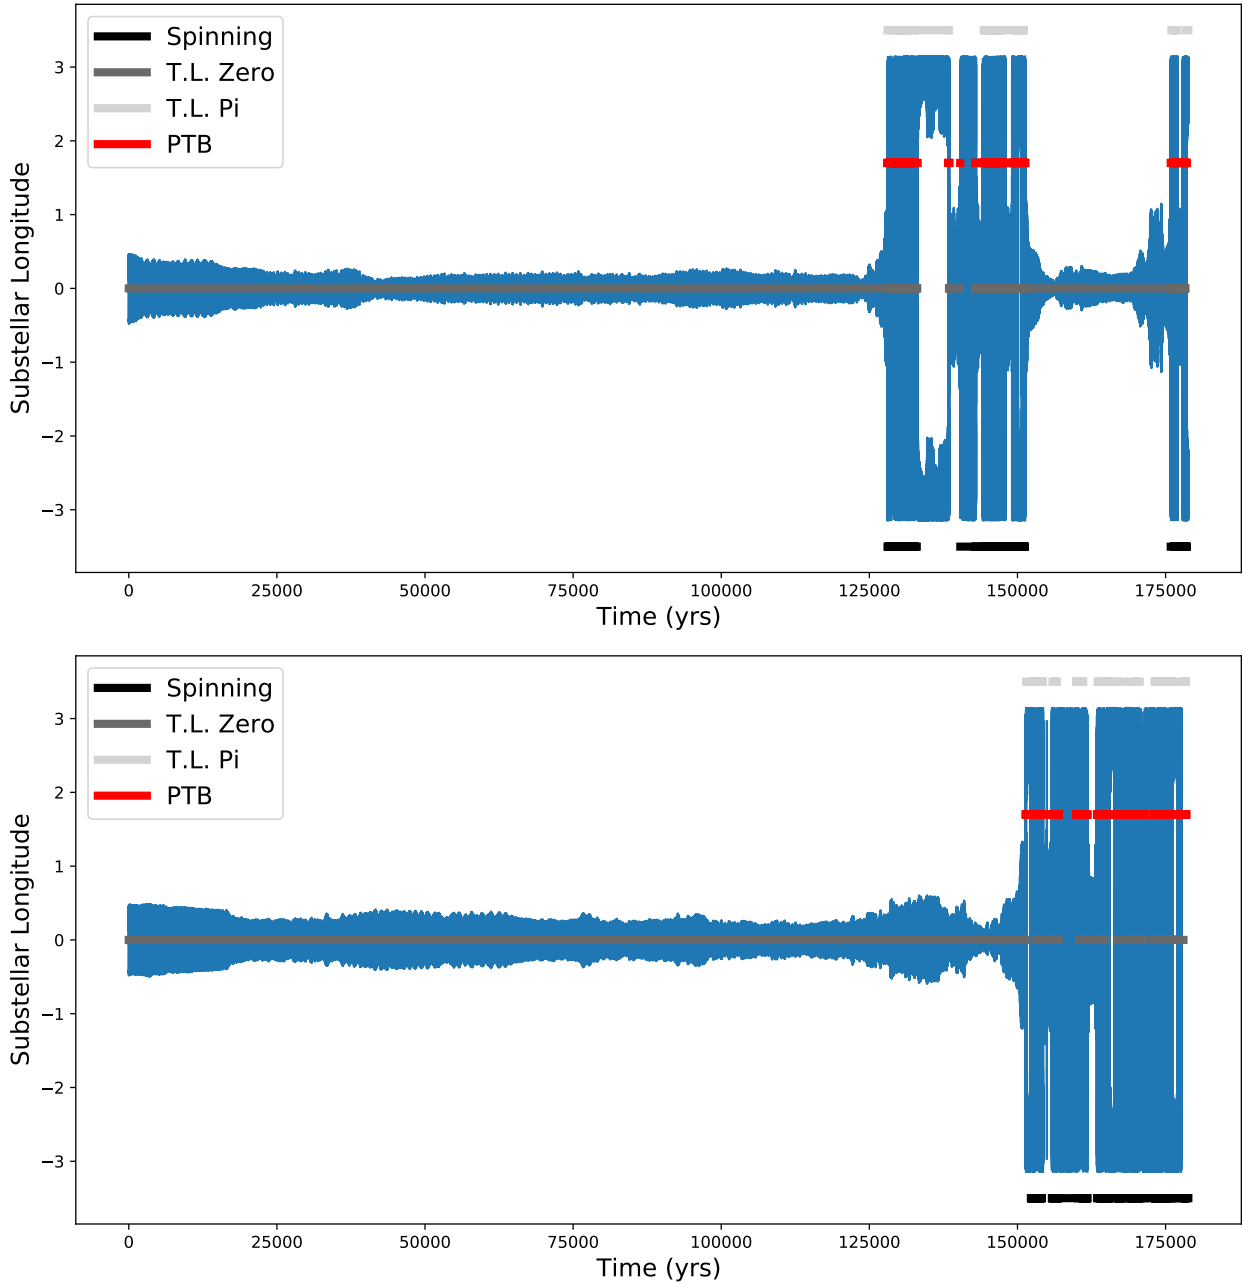 Spinning
T.L. Zero
T.L. Pi
PTB
Substellar Longitude
3
2
1
0
−1
−2
−3
0 25000 50000 75000 100000 125000 150000 175000
Time (yrs)
Spinning
T.L. Zero
T.L. Pi
PTB
Substellar Longitude
3
2
1
0
−1
−2
−3
0 25000 50000 75000 100000 125000 150000 175000
Time (yrs)